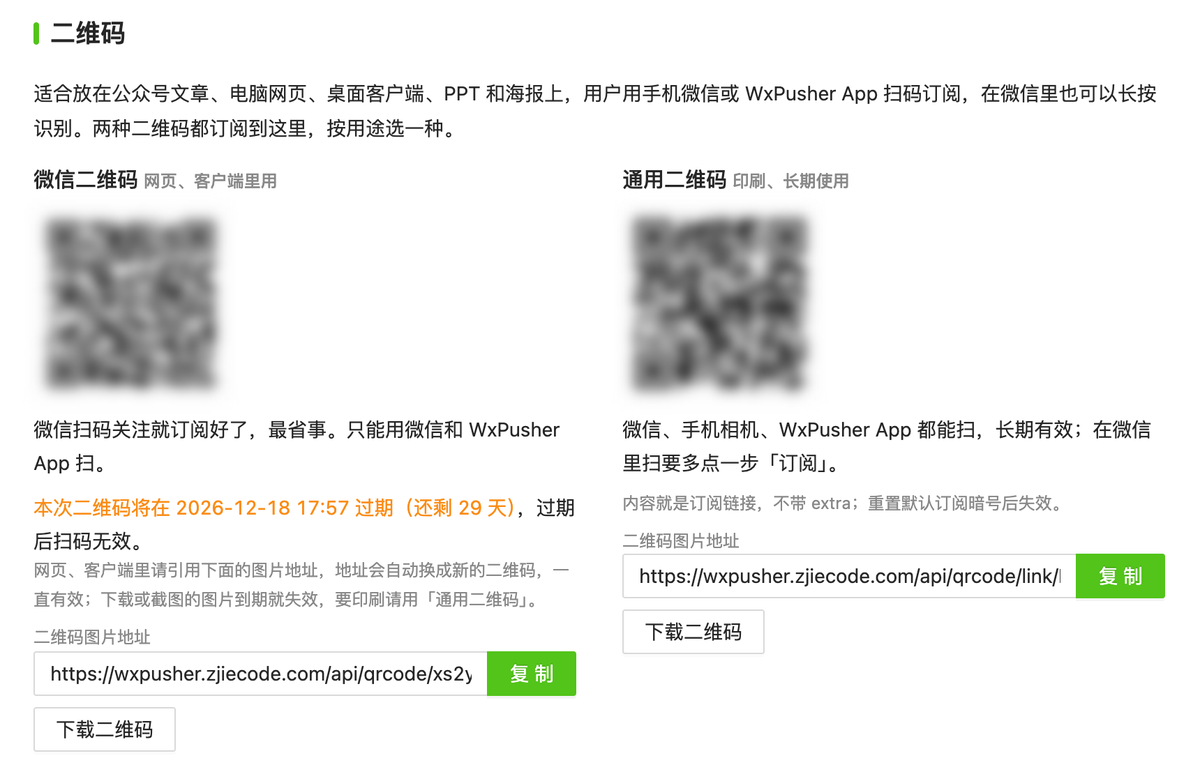 二维码
适合放在公众号文章、电脑网页、桌面客户端、PPT 和海报上，用户用手机微信或 WxPusher App 扫码订阅，在微信里也可以长按
识别。两种二维码都订阅到这里，按用途选一种。
微信二维码 网页、客户端里用
微信扫码关注就订阅好了，最省事。只能用微信和 WxPusher
App 扫。
本次二维码将在 2026-12-18 17:57 过期（还剩 29 天），过期
后扫码无效。
网页、客户端里请引用下面的图片地址，地址会自动换成新的二维码，一
直有效；下载或截图的图片到期就失效，要印刷请用「通用二维码」。
二维码图片地址
https://wxpusher.zjiecode.com/api/qrcode/xs2y
复 制
下载二维码
通用二维码 印刷、长期使用
微信、手机相机、WxPusher App 都能扫，长期有效；在微信
里扫要多点一步「订阅」。
内容就是订阅链接，不带 extra；重置默认订阅暗号后失效。
二维码图片地址
https://wxpusher.zjiecode.com/api/qrcode/link/
复 制
下载二维码